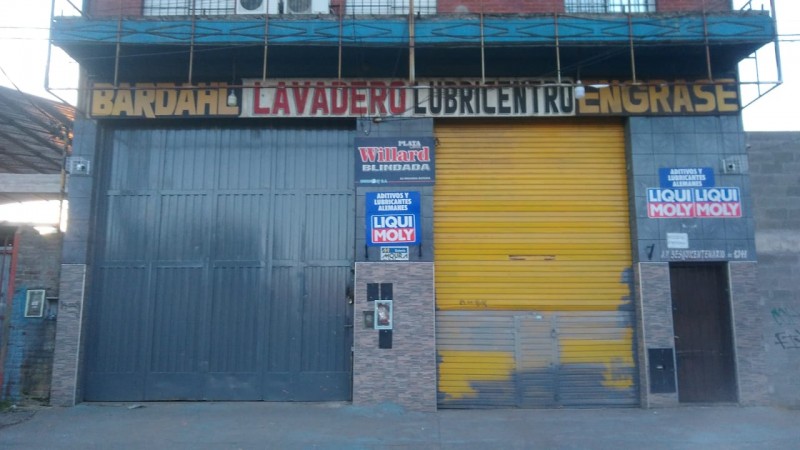 BARDAHL LAVADERO LUBRICENTRO ENGRASE
PLATA
Willard
BLINDADA
ADITIVOS Y
LUBRICANTES
ALEMANES
LIQUI
MOLY
ADITIVOS Y
LUBRICANTES
ALEMANES
LIQUI LIQUI
MOLY MOLY